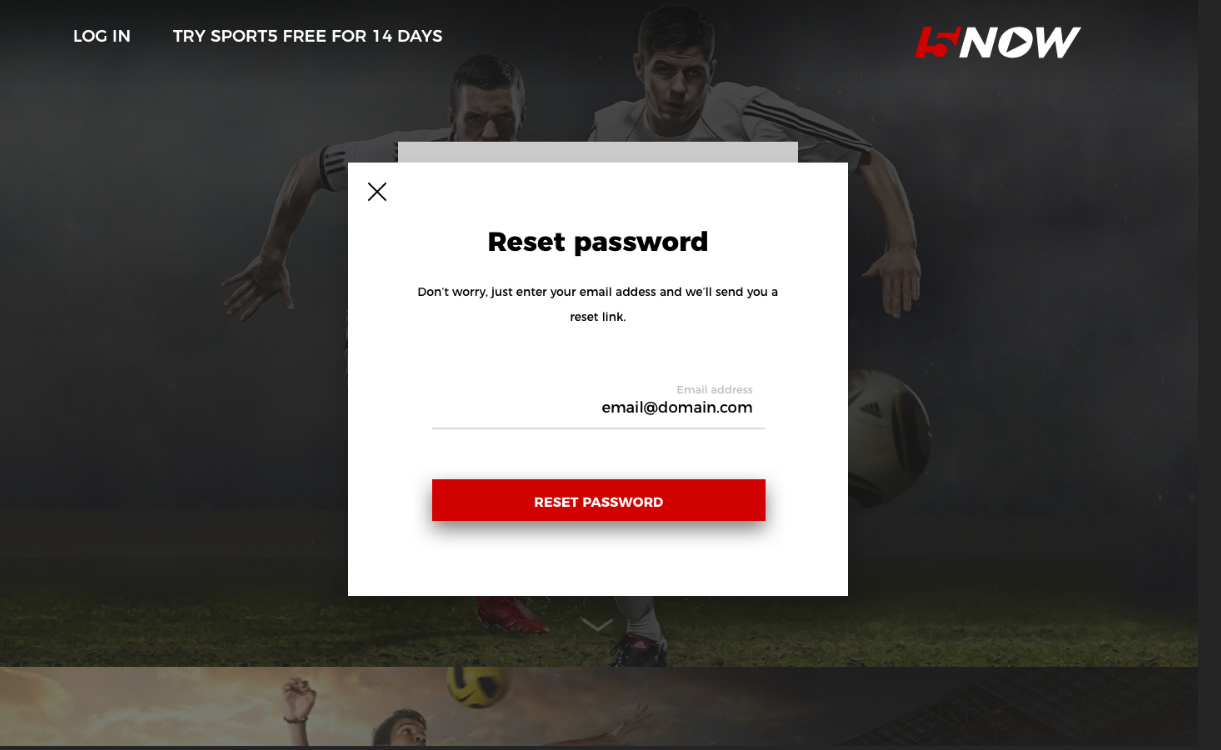 LOG IN
TRY SPORT5 FREE FOR 14 DAYS
5NOW
Reset password
Don't worry, just enter your email addess and we'll send you a
reset link.
Email address
email@domain.com
RESET PASSWORD